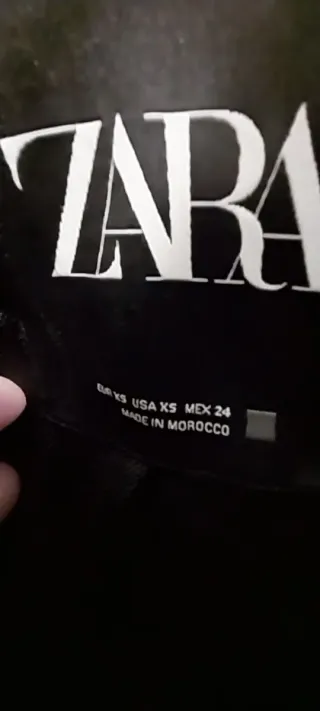 ZARA
EUR XS USA XS MEX 24
MADE IN MOROCCO